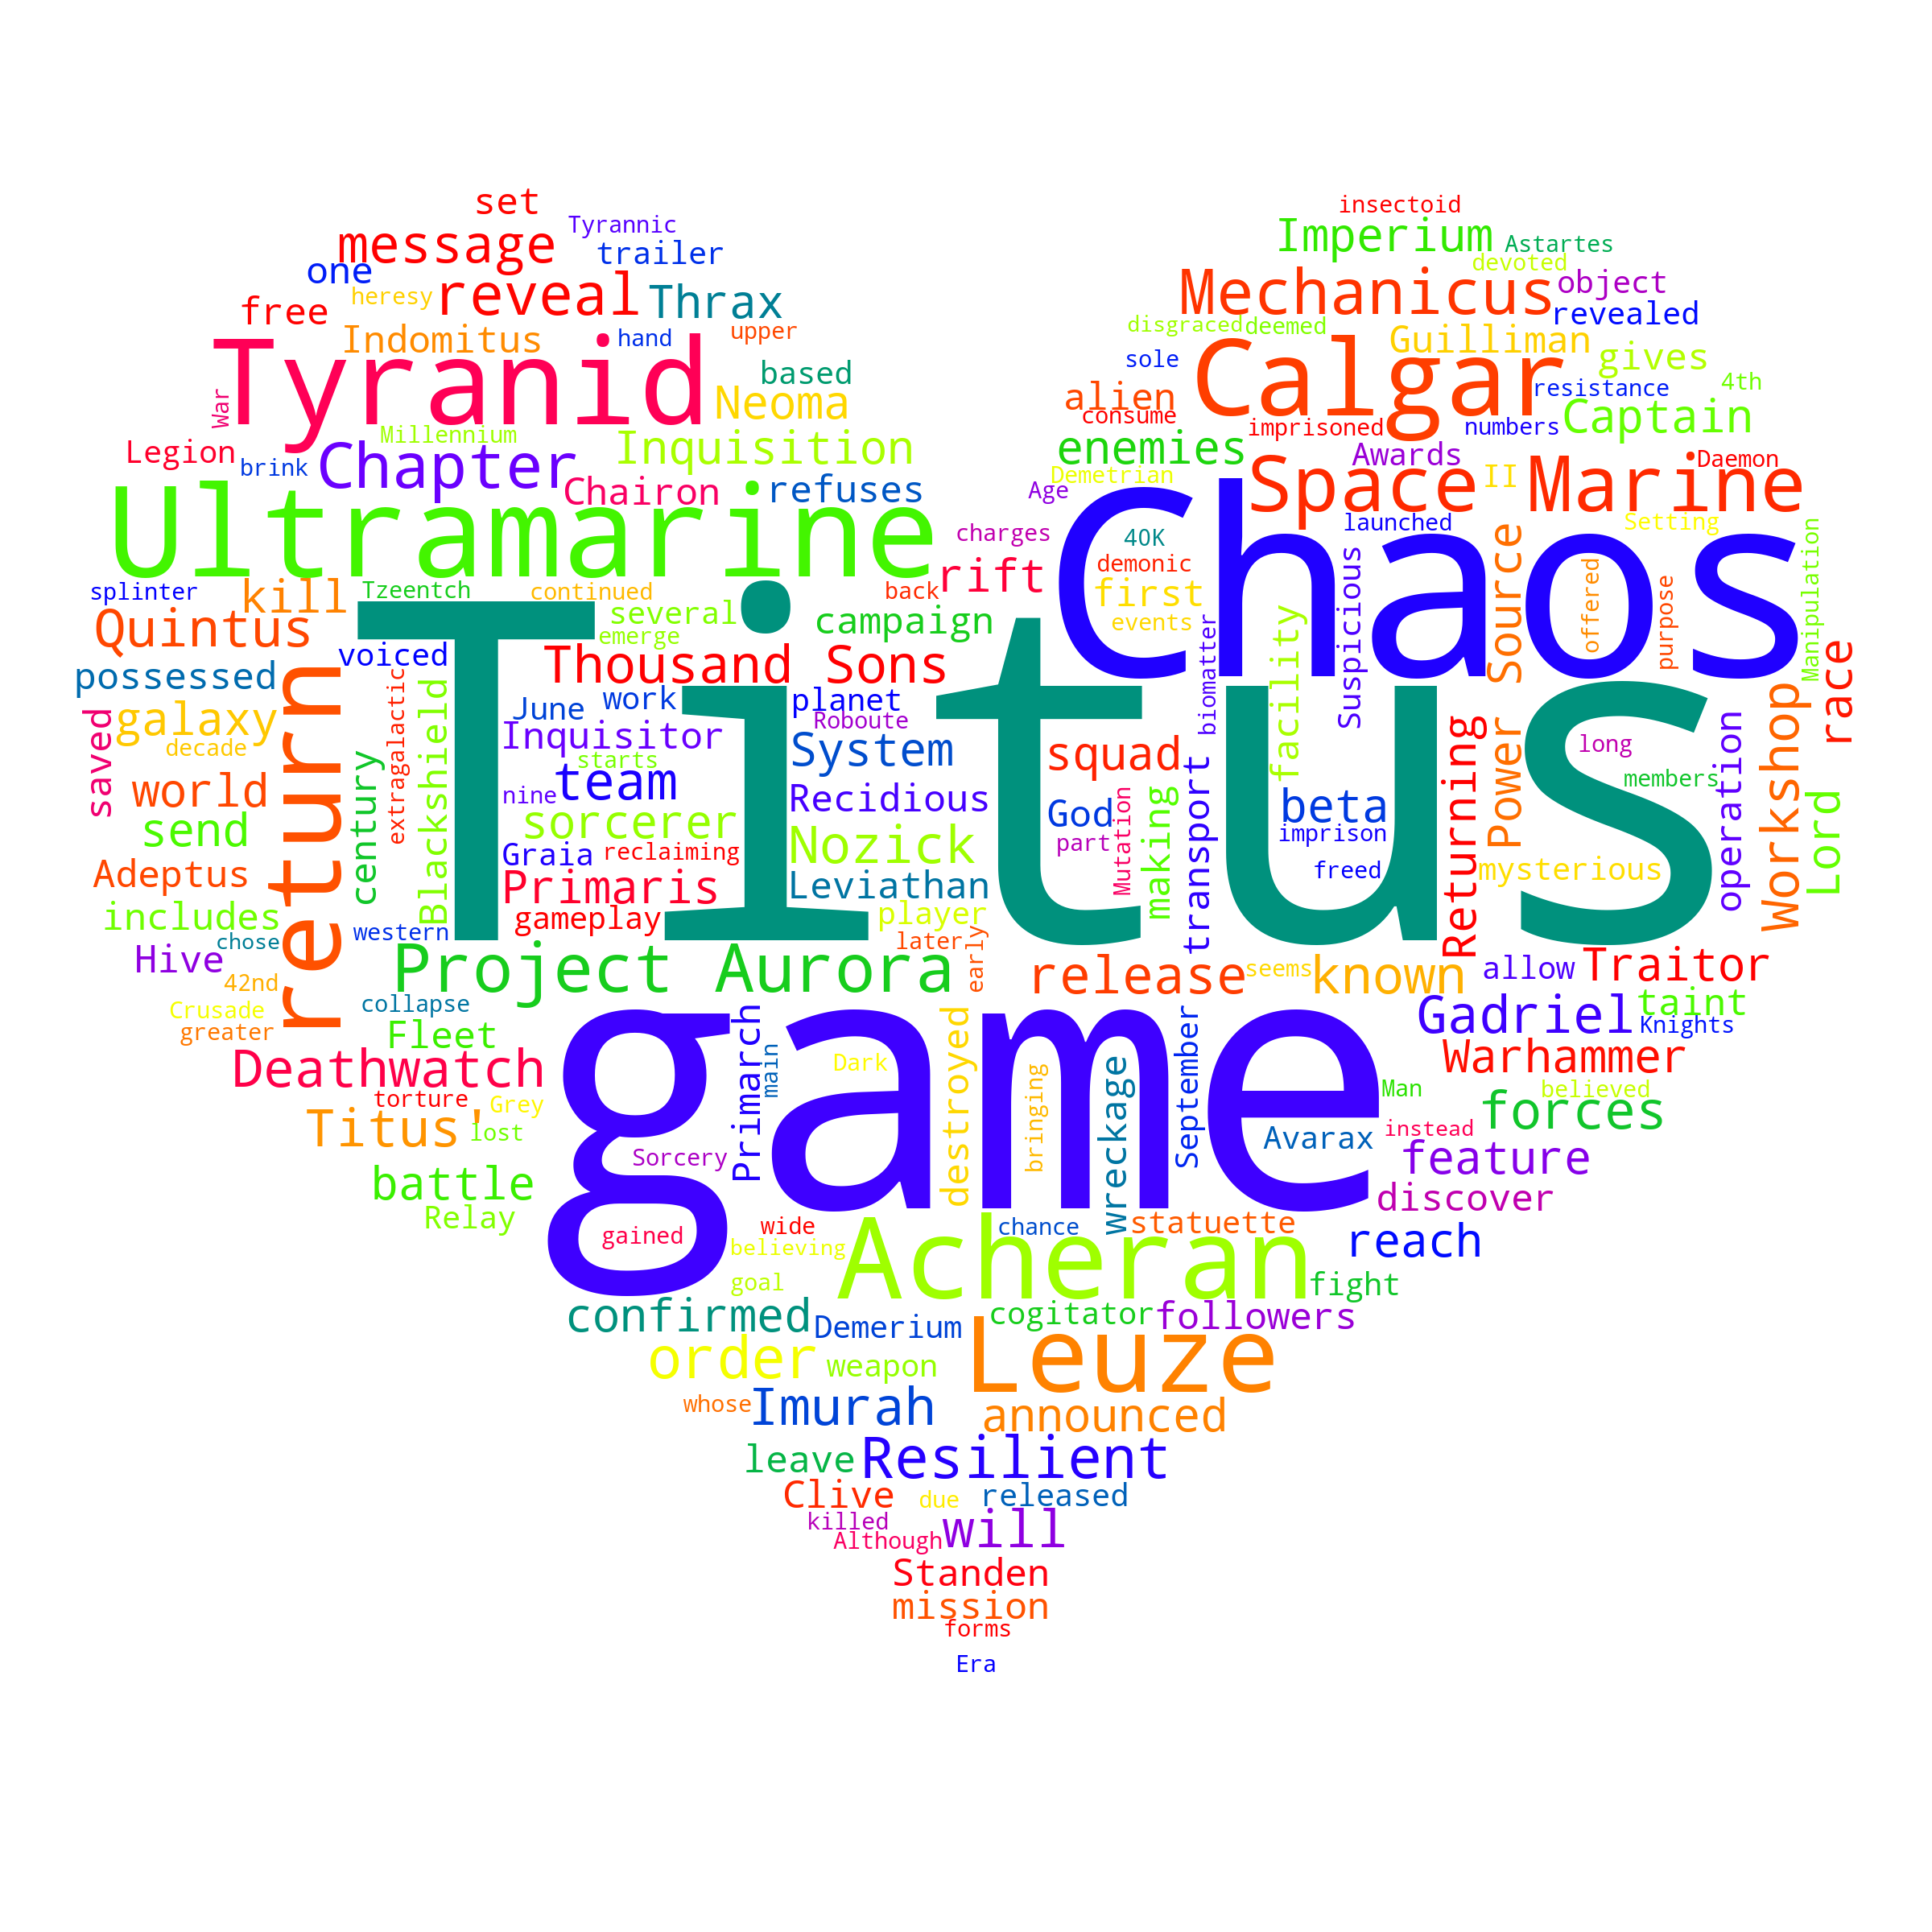 set
Tyrannic
message
trailer
one
heresy
reveal
Thrax
free
Indomitus
hand
upper
Tyranid
based
War
Neoma
Millennium
Inquisition
Legion
brink
Chapter
Chairon
refuses
Ultramarine
insectoid
Imperium
Astartes
devoted
Mechanicus
object
revealed
disgraced
deemed
Guilliman
sole
Calgar
gives
alien
resistance
4th
consume
imprisoned
numbers
Captain
enemies
Awards
Daemon
Demetrian
Age
Space Marine
II
charges
40K
launched
Setting
Chaos
demonic
rift
first
events
back
Suspicious
Source
offered
purpose
Manipulation
splinter
Tzeentch
continued
kill
several
Quintus
emerge
campaign
voiced
Thousand Sons
possessed
return
Titus
galaxy
decade
saved
century
extragalactic
Blackshield
June
work
planet
Roboute
Inquisitor
System
starts
world
nine
team
Recidious
send
sorcerer
Nozick
Graia
reclaiming
Adeptus
Primaris
Leviathan
includes
gameplay
player
western
chose
later
early
Hive
biomatter
facility
squad
God
part
Mutation
making
transport
beta
imprison
freed
Returning
Power
long
members
mysterious
operation
Workshop
Lord
race
42nd
Project Aurora
release
seems
known
allow
Traitor
Crusade
collapse
greater
Fleet
Gadriel
taint
Knights
Deathwatch
game
Primarch
main
Dark
destroyed
bringing
wreckage
September
Warhammer
torture
Grey
Man
believed
Titus'
lost
Avarax
instead
forces
Sorcery
feature
battle
discover
Relay
gained
wide
chance
statuette
believing
Acheran
reach
goal
fight
confirmed
Demerium
cogitator
followers
order
weapon
Leuze
whose
Imurah
announced
leave
Resilient
Clive
due
released
killed
Although
will
Standen
mission
forms
Era